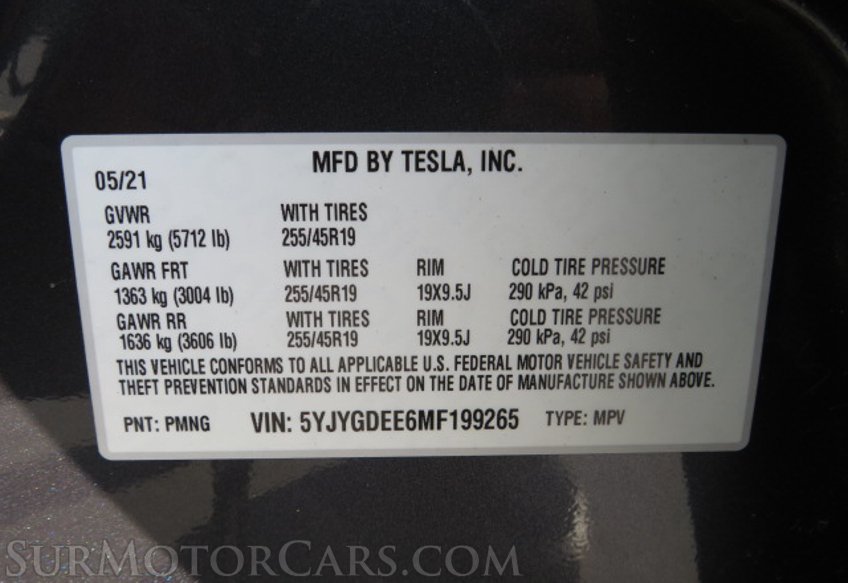 MFD BY TESLA, INC.
05/21
GVWR WITH TIRES
2591 kg (5712 lb) 255/45R19
GAWR FRT WITH TIRES RIM COLD TIRE PRESSURE
1363 kg (3004 lb) 255/45R19 19X9.5J 290 kPa, 42 psi
GAWR RR WITH TIRES RIM COLD TIRE PRESSURE
1636 kg (3606 lb) 255/45R19 19X9.5J 290 kPa, 42 psi
THIS VEHICLE CONFORMS TO ALL APPLICABLE U.S. FEDERAL MOTOR VEHICLE SAFETY AND
THEFT PREVENTION STANDARDS IN EFFECT ON THE DATE OF MANUFACTURE SHOWN ABOVE.
PNT: PMNG VIN: 5YJYGDEE6MF199265 TYPE: MPV
SURMOTORCARS.COM